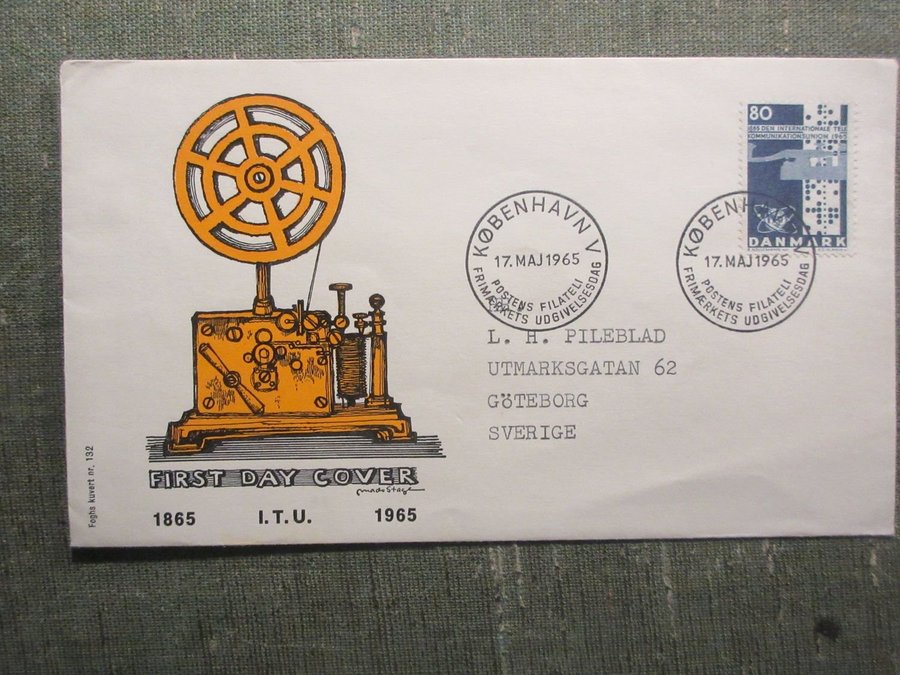 80
1865 DEN INTERNATIONALE TELE
KOMMUNIKATIONSUNION 1965
DANMARK
KØBENHAVN V
17. MAJ 1965
POSTENS FILATELI
FRIMÆRKETS UDGIVELSESDAG
KØBENHAVN V
17. MAJ 1965
POSTENS FILATELI
FRIMÆRKETS UDGIVELSESDAG
L. H. PILEBLAD
UTMARKSGATAN 62
GÖTEBORG
SVERIGE
FIRST DAY COVER
mads Stage
1865 I.T.U. 1965
Foghs kuvert nr. 132